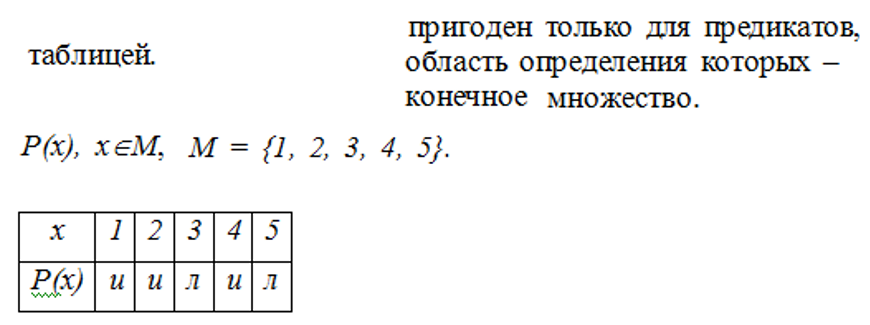 таблицей.
пригоден только для предикатов,
область определения которых –
конечное множество.
P(x), x∈M, M = {1, 2, 3, 4, 5}.
x 1 2 3 4 5
P(x) и и л и л